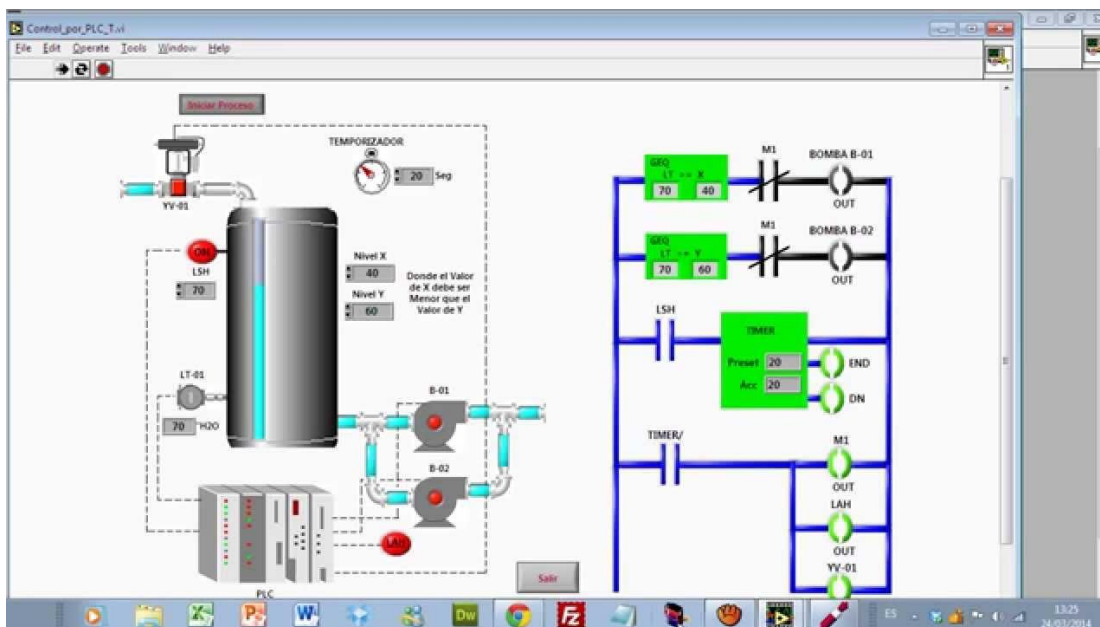 Control_por_PLC_T.vi
File Edit Operate Tools Window Help
Iniciar Proceso
TEMPORIZADOR
20 Seg
YV-01
ON
LSH
70
Nivel X
40
Nivel Y
60
Donde el Valor
de X debe ser
Menor que el
Valor de Y
LT-01
70 "H2O
B-01
B-02
LAH
PLC
Salir
GEQ
LT >= X
70 40
M1
BOMBA B-01
OUT
GEQ
LT >= Y
70 60
M1
BOMBA B-02
OUT
LSH
TIMER
Preset 20
Acc 20
END
DN
TIMER/
M1
OUT
LAH
OUT
YV-01
Dw
ES
13:25
24/03/2014